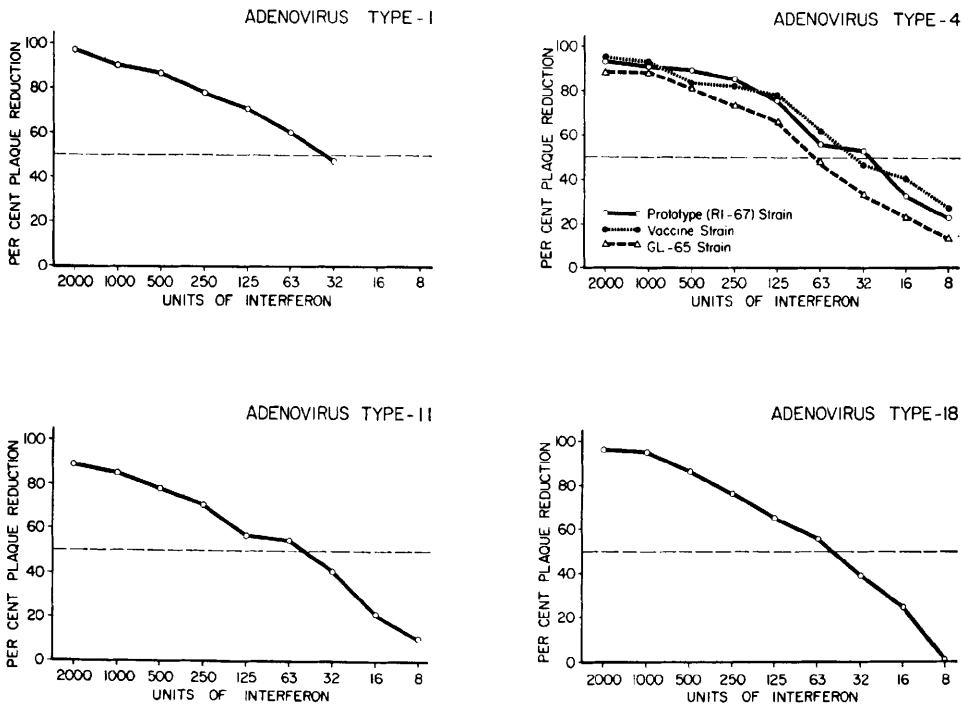 ADENOVIRUS TYPE-1
PER CENT PLAQUE REDUCTION
100
80
60
40
20
0
2000 1000 500 250 125 63 32 16 8
UNITS OF INTERFERON
ADENOVIRUS TYPE-4
PER CENT PLAQUE REDUCTION
100
80
60
40
20
0
Prototype (RI-67) Strain
Vaccine Strain
GL-65 Strain
2000 1000 500 250 125 63 32 16 8
UNITS OF INTERFERON
ADENOVIRUS TYPE-11
PER CENT PLAQUE REDUCTION
100
80
60
40
20
0
2000 1000 500 250 125 63 32 16 8
UNITS OF INTERFERON
ADENOVIRUS TYPE-18
PER CENT PLAQUE REDUCTION
100
80
60
40
20
0
2000 1000 500 250 125 63 32 16 8
UNITS OF INTERFERON